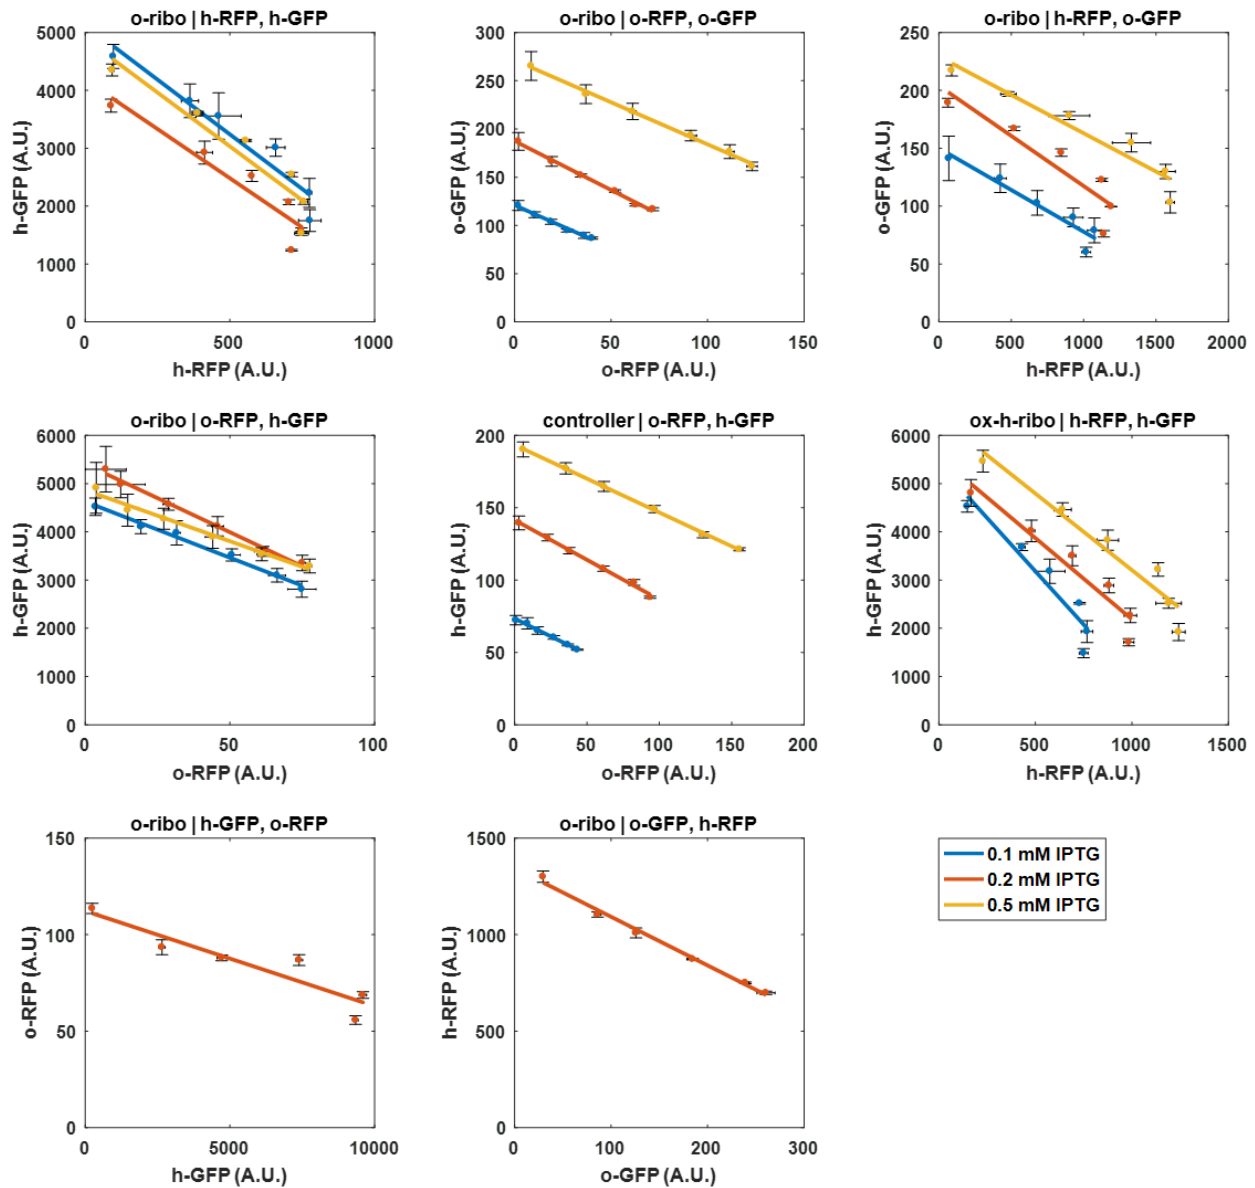 o-ribo | h-RFP, h-GFP
5000
4000
3000
2000
1000
0
h-GFP (A.U.)
0 500 1000
h-RFP (A.U.)
o-ribo | o-RFP, o-GFP
300
250
200
150
100
50
0
o-GFP (A.U.)
0 50 100 150
o-RFP (A.U.)
o-ribo | h-RFP, o-GFP
250
200
150
100
50
0
o-GFP (A.U.)
0 500 1000 1500 2000
h-RFP (A.U.)
o-ribo | o-RFP, h-GFP
6000
5000
4000
3000
2000
1000
0
h-GFP (A.U.)
0 50 100
o-RFP (A.U.)
controller | o-RFP, h-GFP
200
150
100
50
0
h-GFP (A.U.)
0 50 100 150 200
o-RFP (A.U.)
ox-h-ribo | h-RFP, h-GFP
6000
5000
4000
3000
2000
1000
0
h-GFP (A.U.)
0 500 1000 1500
h-RFP (A.U.)
o-ribo | h-GFP, o-RFP
150
100
50
0
o-RFP (A.U.)
0 5000 10000
h-GFP (A.U.)
o-ribo | o-GFP, h-RFP
1500
1000
500
0
h-RFP (A.U.)
0 100 200 300
o-GFP (A.U.)
0.1 mM IPTG
0.2 mM IPTG
0.5 mM IPTG